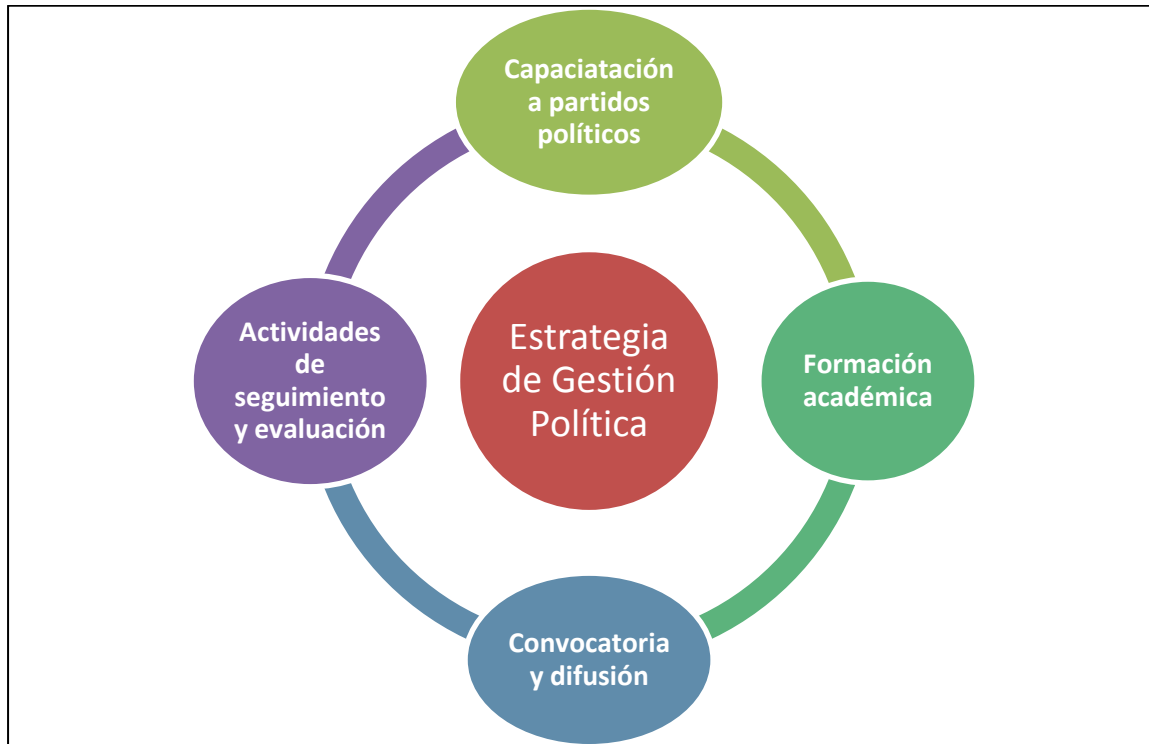 Capaciatación
a partidos
políticos
Actividades
de
seguimiento
y evaluación
Estrategia
de Gestión
Política
Formación
académica
Convocatoria
y difusión